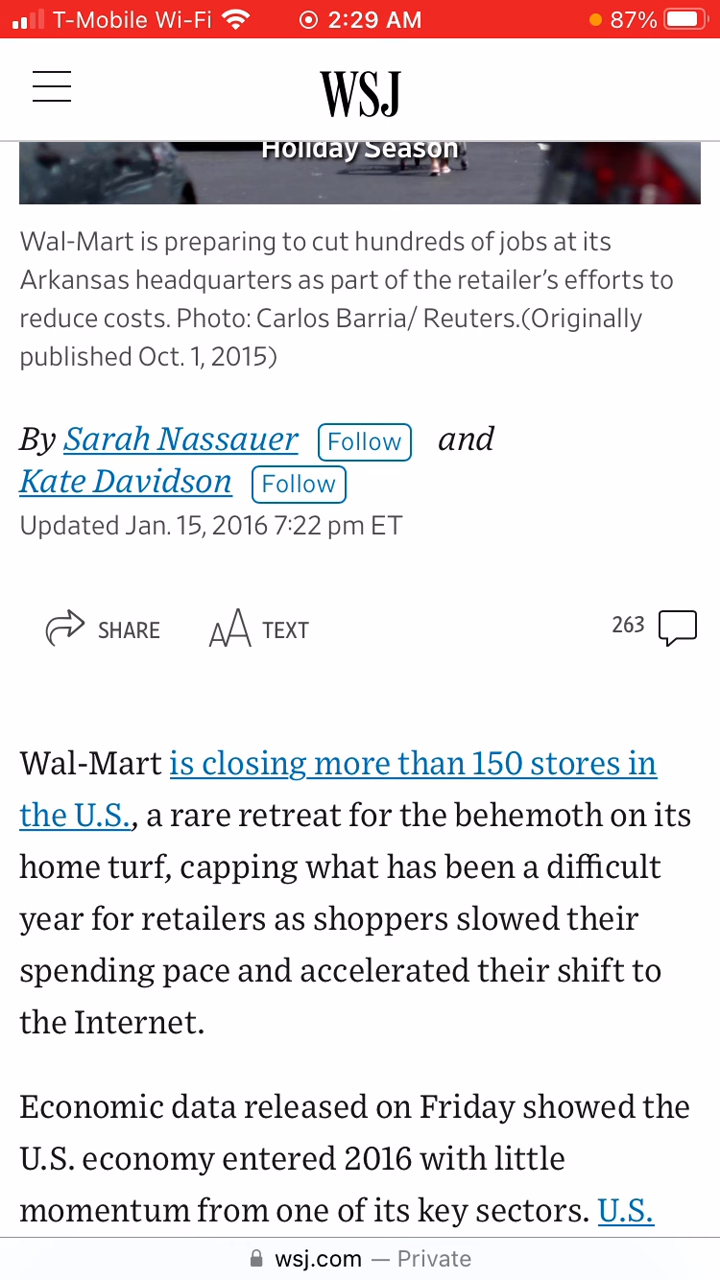 T-Mobile Wi-Fi 2:29 AM 87%
WSJ
Holiday Season
Wal-Mart is preparing to cut hundreds of jobs at its
Arkansas headquarters as part of the retailer’s efforts to
reduce costs. Photo: Carlos Barria/ Reuters.(Originally
published Oct. 1, 2015)
By Sarah Nassauer Follow and
Kate Davidson Follow
Updated Jan. 15, 2016 7:22 pm ET
SHARE AA TEXT 263
Wal-Mart is closing more than 150 stores in
the U.S., a rare retreat for the behemoth on its
home turf, capping what has been a difficult
year for retailers as shoppers slowed their
spending pace and accelerated their shift to
the Internet.
Economic data released on Friday showed the
U.S. economy entered 2016 with little
momentum from one of its key sectors. U.S.
wsj.com — Private